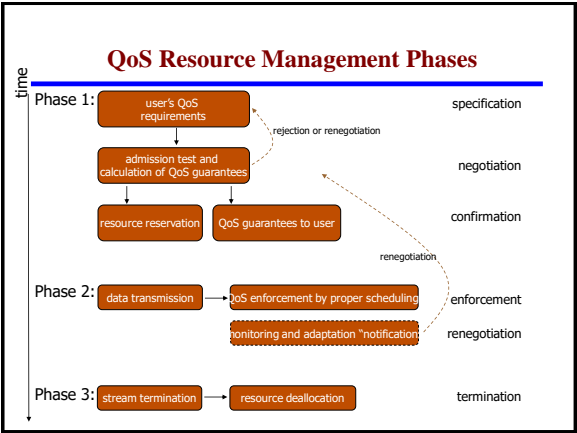 QoS Resource Management Phases
time
Phase 1:
user's QoS
requirements
specification
rejection or renegotiation
admission test and
calculation of QoS guarantees
negotiation
resource reservation
QoS guarantees to user
confirmation
renegotiation
Phase 2:
data transmission
QoS enforcement by proper scheduling
enforcement
monitoring and adaptation “notification
renegotiation
Phase 3:
stream termination
resource deallocation
termination